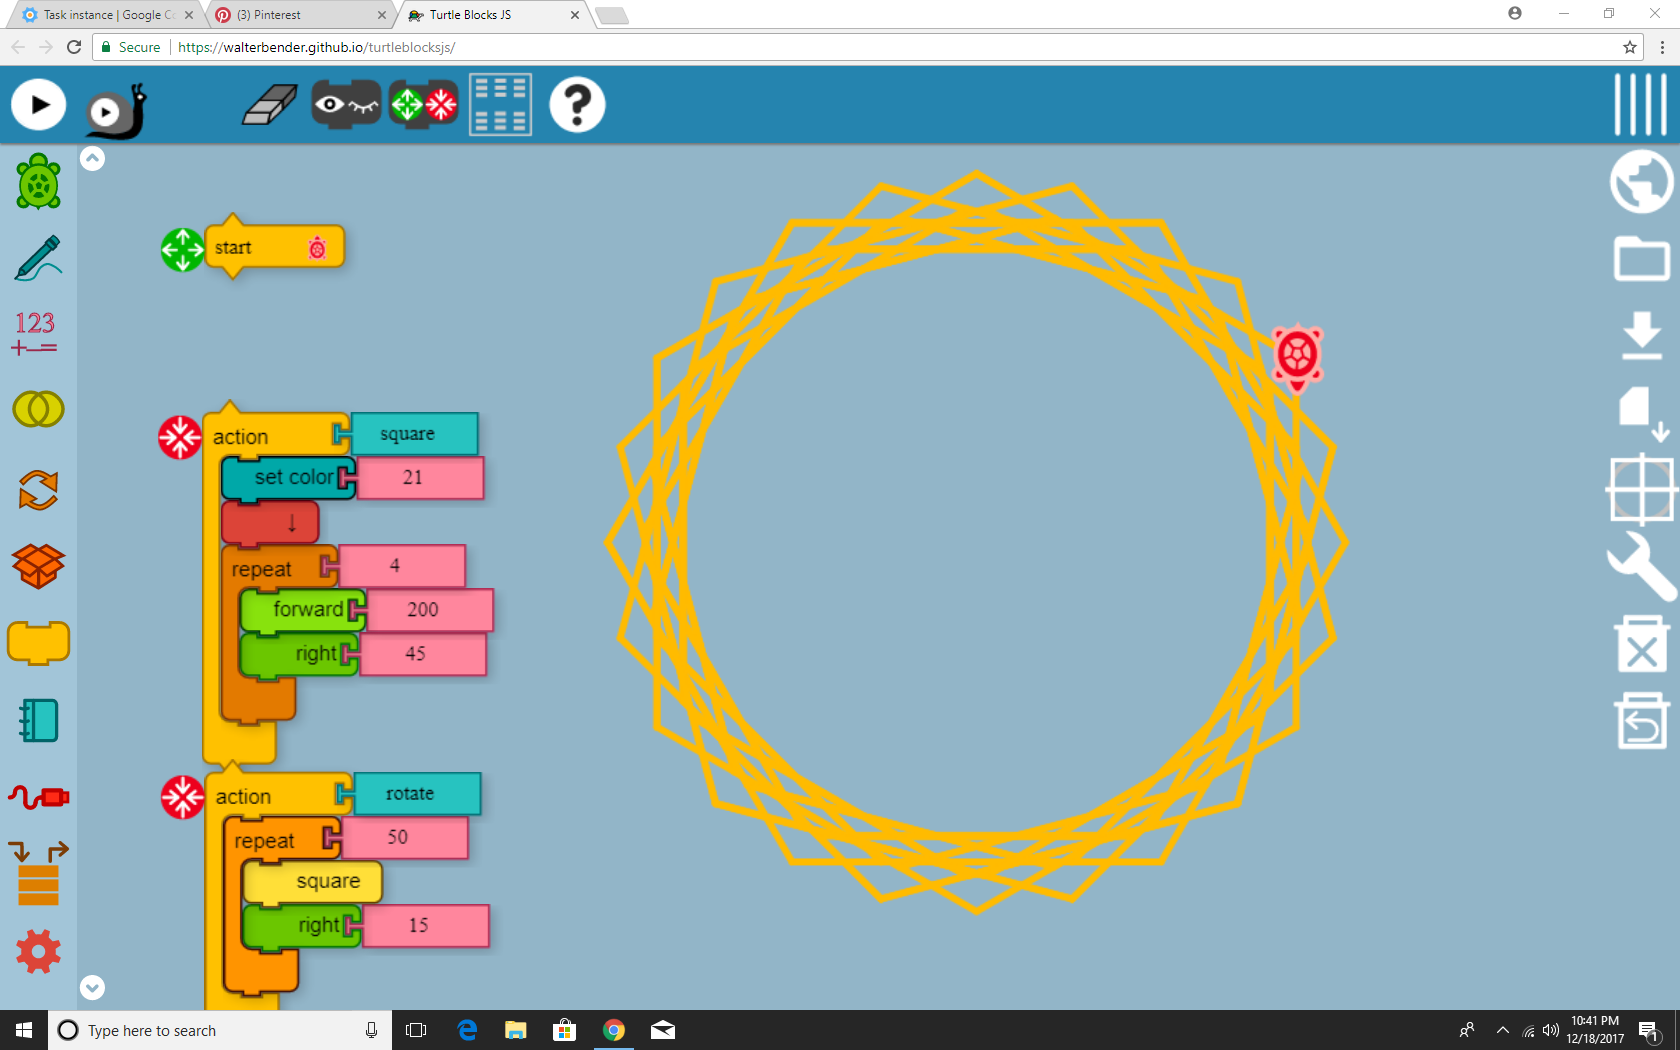 Task instance | Google Co
(3) Pinterest
Turtle Blocks JS
Secure
https://walterbender.github.io/turtleblocksjs/
?
123
+-=
start
action square
set color 21
↓
repeat 4
forward 200
right 45
action rotate
repeat 50
square
right 15
Type here to search
10:41 PM
12/18/2017
1